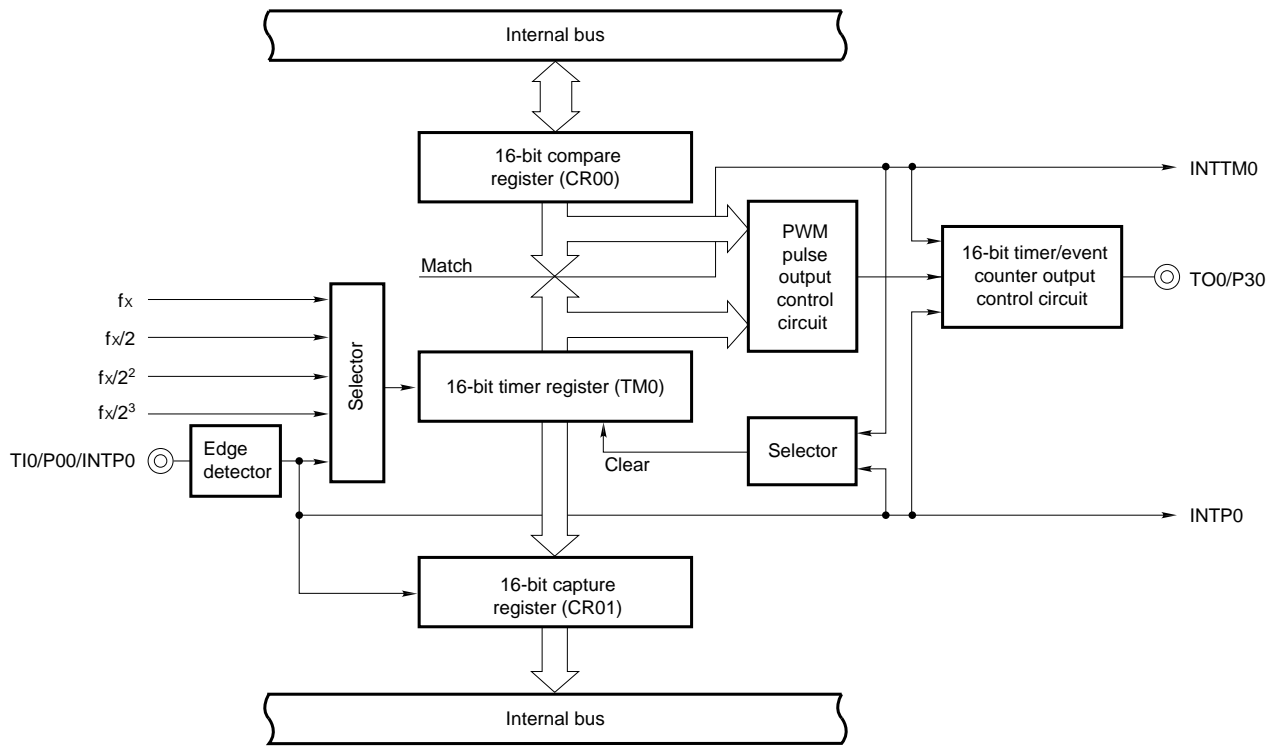 Internal bus
16-bit compare
register (CR00)
INTTM0
PWM
pulse
output
control
circuit
16-bit timer/event
counter output
control circuit
TO0/P30
Match
fX
fX/2
fX/2²
fX/2³
Selector
16-bit timer register (TM0)
TI0/P00/INTP0
Edge
detector
Clear
Selector
INTP0
16-bit capture
register (CR01)
Internal bus